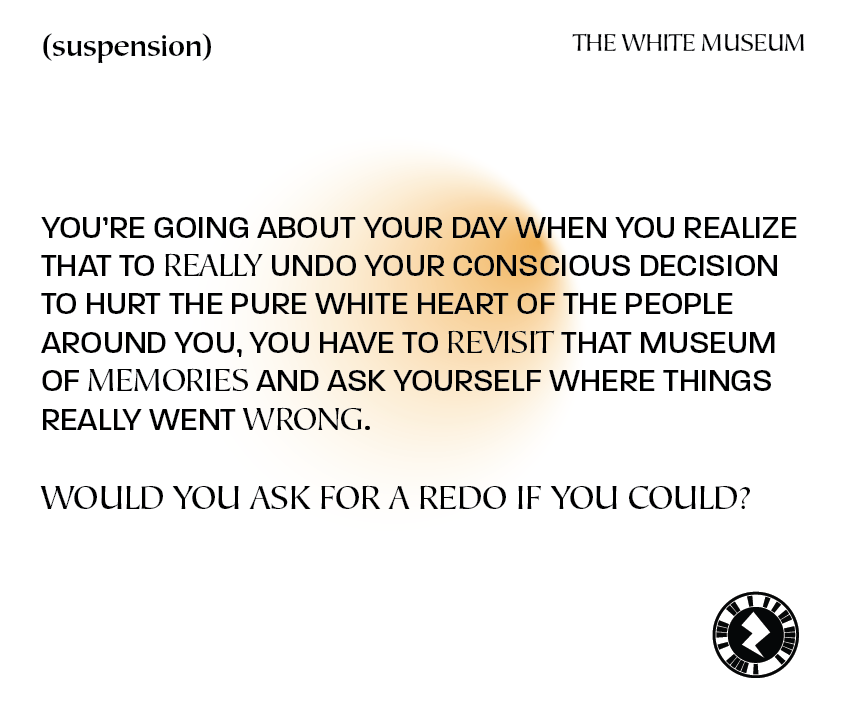 (suspension)
THE WHITE MUSEUM
YOU'RE GOING ABOUT YOUR DAY WHEN YOU REALIZE
THAT TO REALLY UNDO YOUR CONSCIOUS DECISION
TO HURT THE PURE WHITE HEART OF THE PEOPLE
AROUND YOU, YOU HAVE TO REVISIT THAT MUSEUM
OF MEMORIES AND ASK YOURSELF WHERE THINGS
REALLY WENT WRONG.
WOULD YOU ASK FOR A REDO IF YOU COULD?